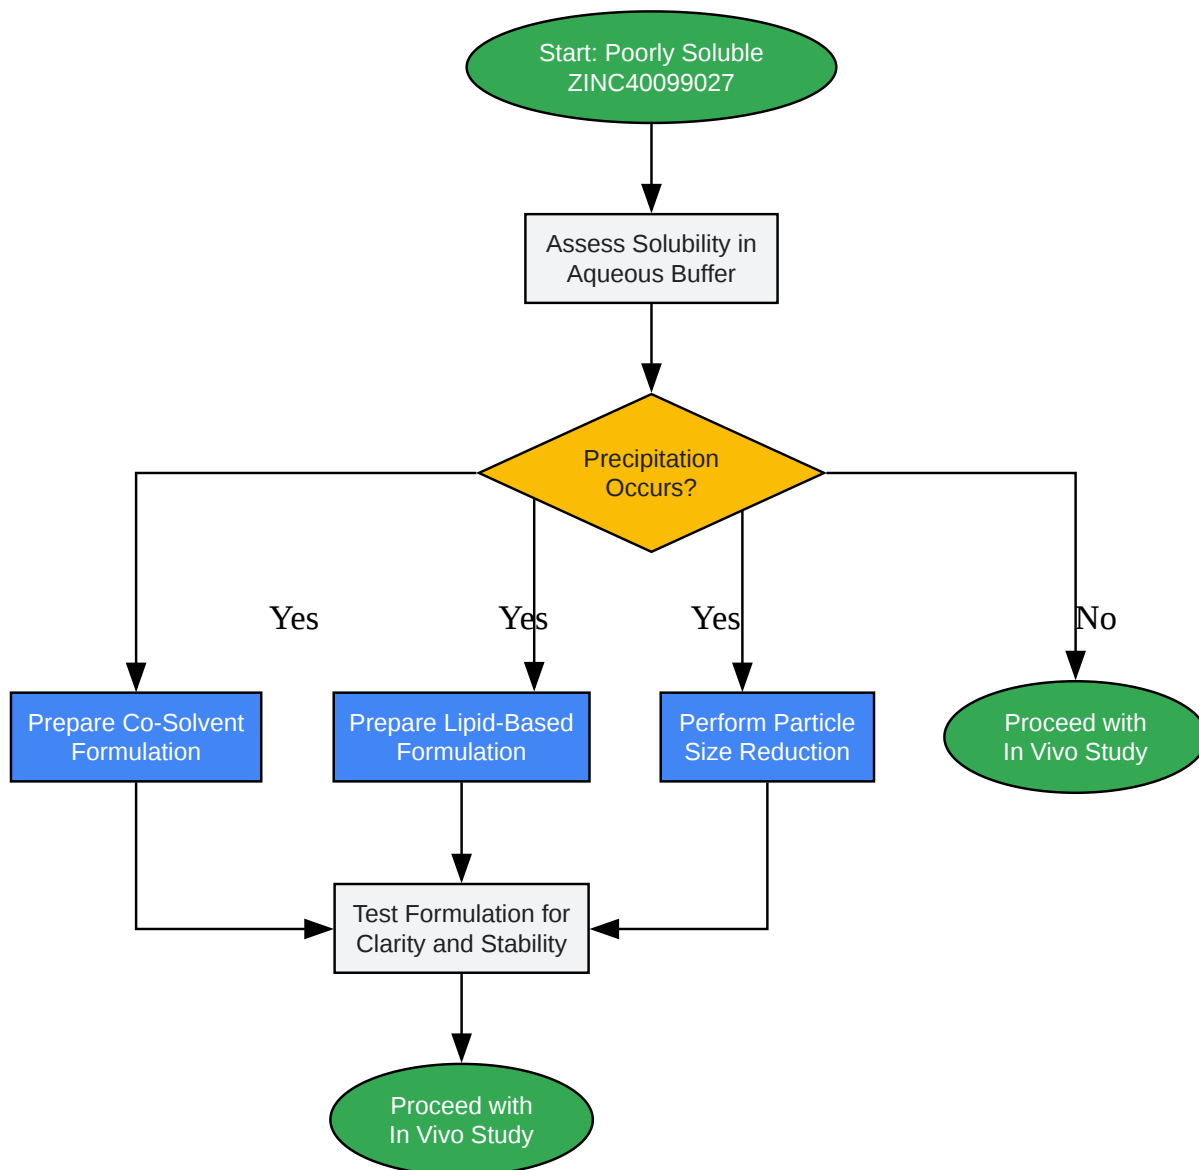 Start: Poorly Soluble
ZINC40099027
Assess Solubility in
Aqueous Buffer
Precipitation
Occurs?
Yes
Yes
Yes
No
Prepare Co-Solvent
Formulation
Prepare Lipid-Based
Formulation
Perform Particle
Size Reduction
Proceed with
In Vivo Study
Test Formulation for
Clarity and Stability
Proceed with
In Vivo Study